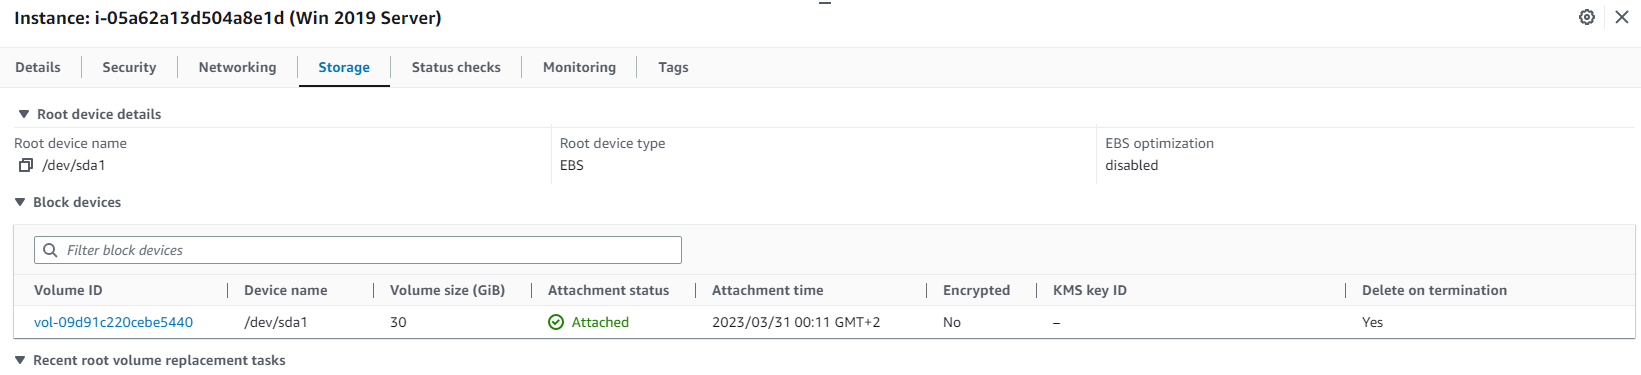 Instance: i-05a62a13d504a8e1d (Win 2019 Server)
Details Security Networking Storage Status checks Monitoring Tags
Root device details
Root device name Root device type EBS optimization
/dev/sda1 EBS disabled
Block devices
Filter block devices
Volume ID Device name Volume size (GiB) Attachment status Attachment time Encrypted KMS key ID Delete on termination
vol-09d91c220cebe5440 /dev/sda1 30 Attached 2023/03/31 00:11 GMT+2 No – Yes
Recent root volume replacement tasks